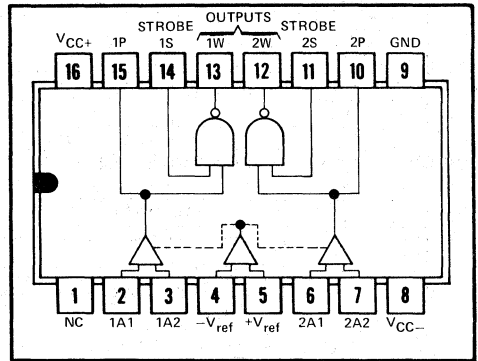 OUTPUTS
STROBE STROBE
VCC+ 1P 1S 1W 2W 2S 2P GND
16 15 14 13 12 11 10 9
1 2 3 4 5 6 7 8
NC 1A1 1A2 −Vref +Vref 2A1 2A2 VCC−